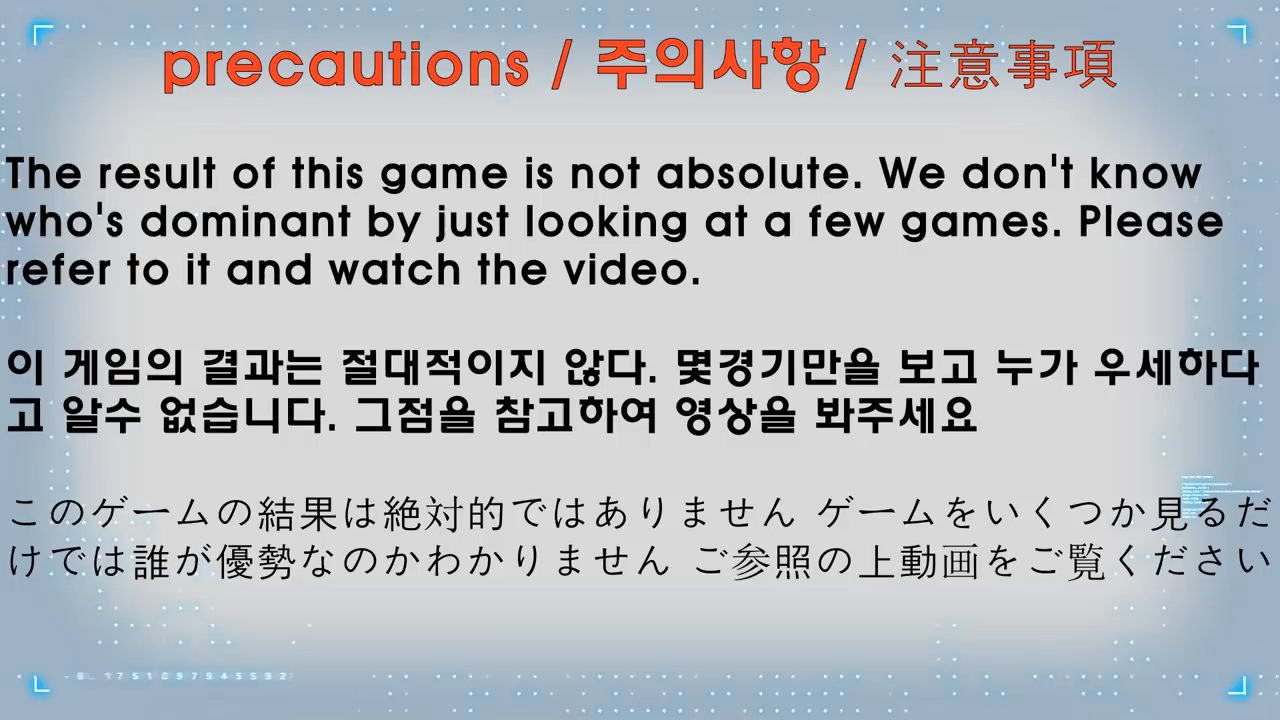 precautions / 주의사항 / 注意事項
The result of this game is not absolute. We don't know
who's dominant by just looking at a few games. Please
refer to it and watch the video.
이 게임의 결과는 절대적이지 않다. 몇경기만을 보고 누가 우세하다
고 알수 없습니다. 그점을 참고하여 영상을 봐주세요
このゲームの結果は絶対的ではありません ゲームをいくつか見るだ
けでは誰が優勢なのかわかりません ご参照の上動画をご覧ください